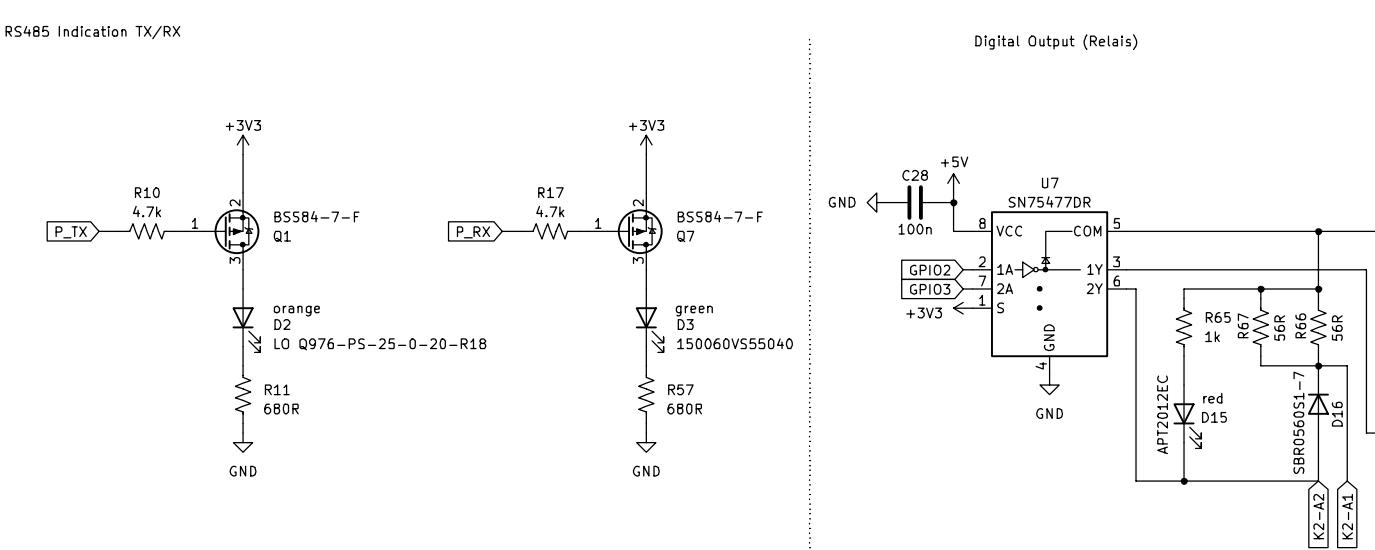 RS485 Indication TX/RX
Digital Output (Relais)
+3V3
+3V3
+5V
R10
4.7k
P_TX
1
2
3
BSS84-7-F
Q1
R17
4.7k
P_RX
1
2
3
BSS84-7-F
Q7
orange
D2
LO Q976-PS-25-0-20-R18
green
D3
150060VS55040
R11
680R
R57
680R
GND
GND
C28
GND
100n
U7
SN75477DR
8 VCC
COM 5
GPIO2
2 1A
1Y 3
GPIO3
7 2A
2Y 6
+3V3
1 S
GND
4
GND
R65
1k
R67
56R
R66
56R
APT2012EC
red
D15
SBR0560S1-7
D16
K2-A2
K2-A1